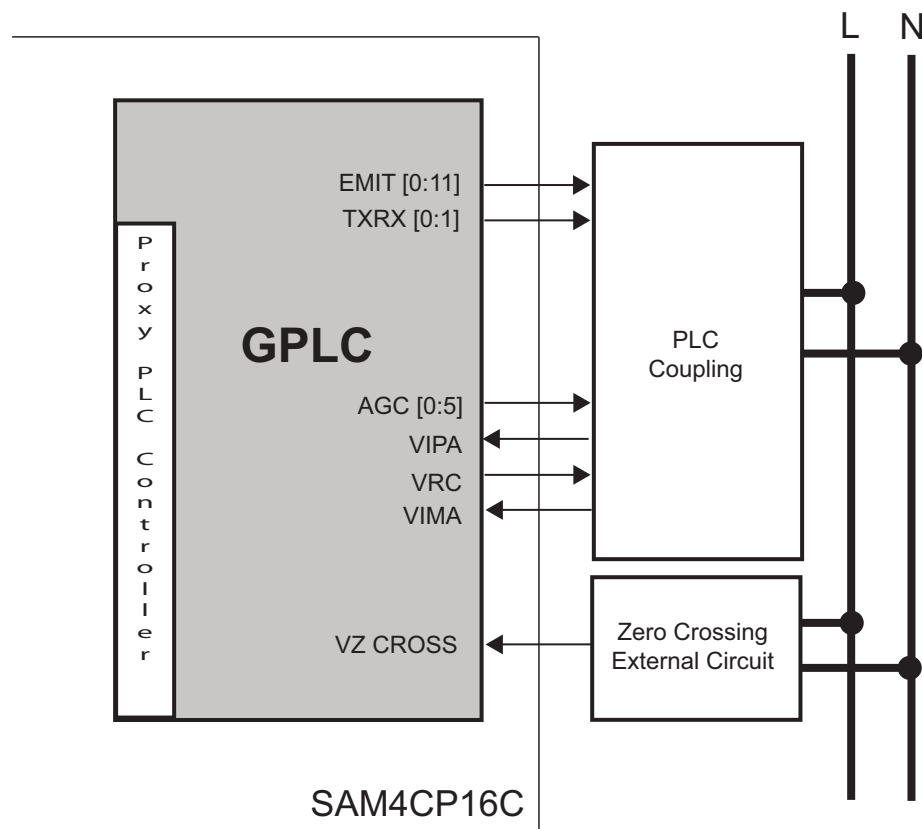 L N
EMIT [0:11]
TXRX [0:1]
Proxy PLC Controller
GPLC
PLC
Coupling
AGC [0:5]
VIPA
VRC
VIMA
VZ CROSS
Zero Crossing
External Circuit
SAM4CP16C